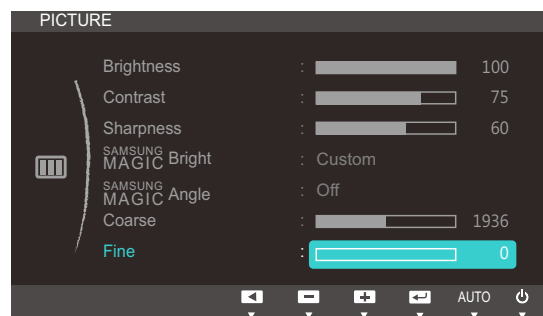 PICTURE
Brightness : 100
Contrast : 75
Sharpness : 60
SAMSUNG MAGIC Bright : Custom
SAMSUNG MAGIC Angle : Off
Coarse : 1936
Fine : 0
AUTO